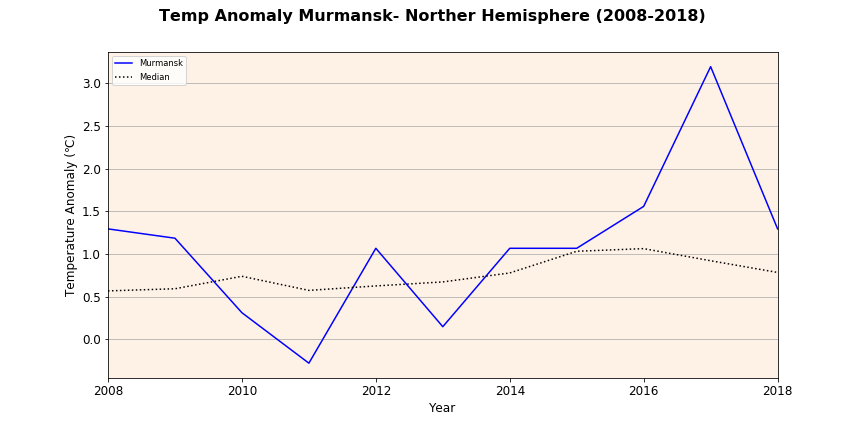 Temp Anomaly Murmansk- Norther Hemisphere (2008-2018)
Murmansk
Median
Temperature Anomaly (℃)
3.0
2.5
2.0
1.5
1.0
0.5
0.0
2008 2010 2012 2014 2016 2018
Year